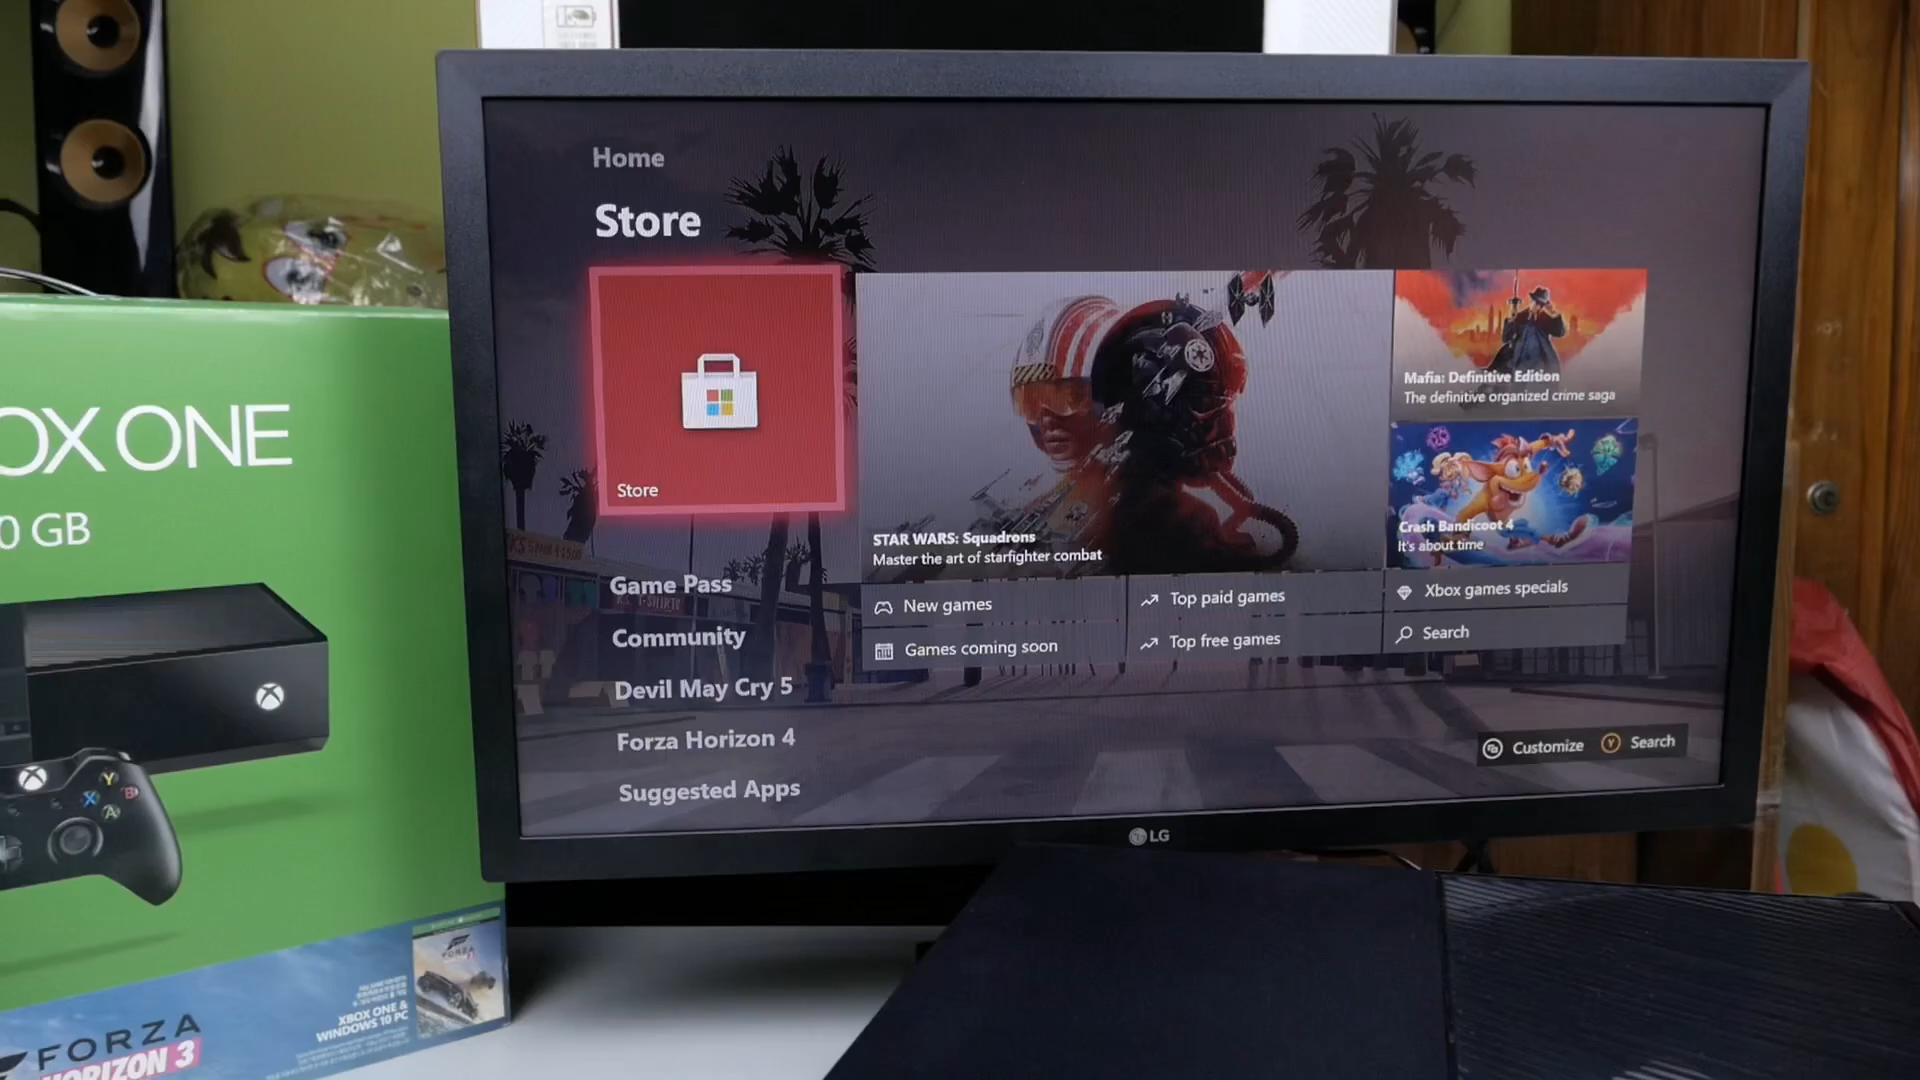 Home
Store
Store
STAR WARS: Squadrons
Master the art of starfighter combat
Mafia: Definitive Edition
The definitive organized crime saga
Crash Bandicoot 4
It's about time
New games
Top paid games
Xbox games specials
Games coming soon
Top free games
Search
Game Pass
Community
Devil May Cry 5
Forza Horizon 4
Suggested Apps
Customize
Y
Search
LG
OX ONE
0 GB
Y
X
B
A
FORZA
HORIZON 3
XBOX ONE &
WINDOWS 10 PC
FORZA